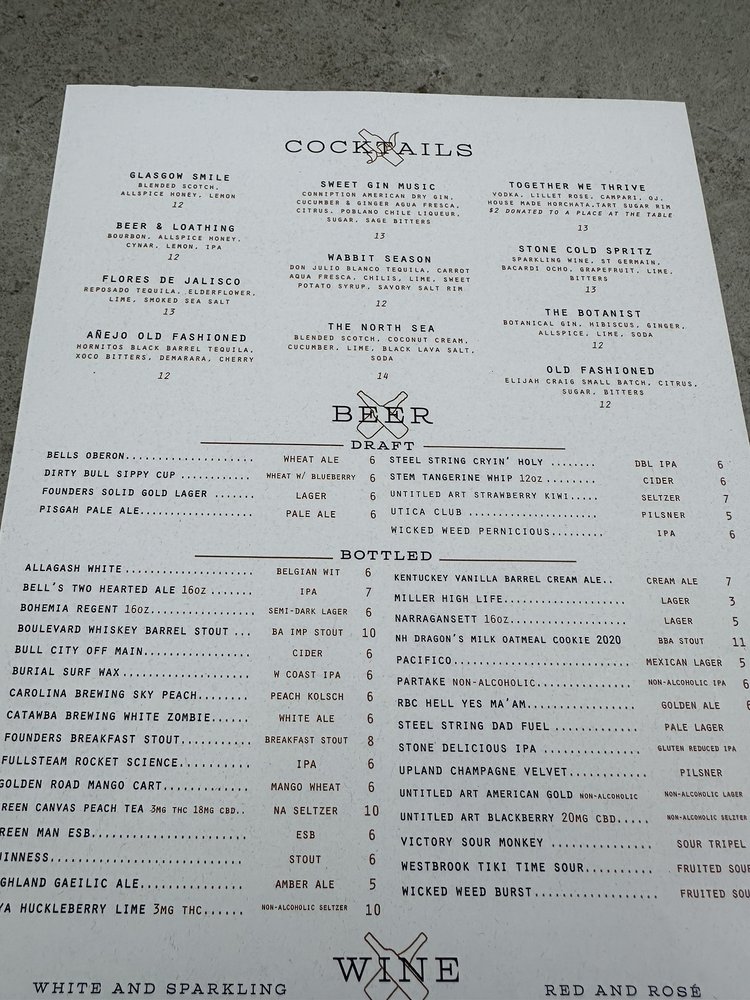 COCKTAILS
GLASGOW SMILE
BLENDED SCOTCH,
ALLSPICE HONEY, LEMON
12
BEER & LOATHING
BOURBON, ALLSPICE HONEY,
CYNAR, LEMON, IPA
12
FLORES DE JALISCO
REPOSADO TEQUILA, ELDERFLOWER,
LIME, SMOKED SEA SALT
13
AÑEJO OLD FASHIONED
HORNITOS BLACK BARREL TEQUILA,
XOCO BITTERS, DEMARARA, CHERRY
12
SWEET GIN MUSIC
CONNIPTION AMERICAN DRY GIN,
CUCUMBER & GINGER AGUA FRESCA,
CITRUS, POBLANO CHILE LIQUEUR,
SUGAR, SAGE BITTERS
13
WABBIT SEASON
DON JULIO BLANCO TEQUILA, CARROT
AGUA FRESCA, CHILIS, LIME, SWEET
POTATO SYRUP, SAVORY SALT RIM
12
THE NORTH SEA
BLENDED SCOTCH, COCONUT CREAM,
CUCUMBER, LIME, BLACK LAVA SALT,
SODA
14
TOGETHER WE THRIVE
VODKA, LILLET ROSE, CAMPARI, OJ,
HOUSE MADE HORCHATA,TART SUGAR RIM
$2 DONATED TO A PLACE AT THE TABLE
13
STONE COLD SPRITZ
SPARKLING WINE, ST GERMAIN,
BACARDI OCHO, GRAPEFRUIT, LIME,
BITTERS
13
THE BOTANIST
BOTANICAL GIN, HIBISCUS, GINGER,
ALLSPICE, LIME, SODA
12
OLD FASHIONED
ELIJAH CRAIG SMALL BATCH, CITRUS,
SUGAR, BITTERS
12
BEER
DRAFT
BELLS OBERON................... WHEAT ALE 6
DIRTY BULL SIPPY CUP ........... WHEAT W/ BLUEBERRY 6
FOUNDERS SOLID GOLD LAGER ....... LAGER 6
PISGAH PALE ALE................. PALE ALE 6
STEEL STRING CRYIN' HOLY ........ DBL IPA 6
STEM TANGERINE WHIP 12oz ........ CIDER 6
UNTITLED ART STRAWBERRY KIWI..... SELTZER 7
UTICA CLUB ...................... PILSNER 5
WICKED WEED PERNICIOUS......... IPA 6
BOTTLED
ALLAGASH WHITE.................... BELGIAN WIT 6
BELL'S TWO HEARTED ALE 16oz ....... IPA 7
BOHEMIA REGENT 16oz................ SEMI-DARK LAGER 6
BOULEVARD WHISKEY BARREL STOUT ... BA IMP STOUT 10
BULL CITY OFF MAIN................ CIDER 6
BURIAL SURF WAX................... W COAST IPA 6
CAROLINA BREWING SKY PEACH........ PEACH KOLSCH 6
CATAWBA BREWING WHITE ZOMBIE...... WHITE ALE 6
FOUNDERS BREAKFAST STOUT.......... BREAKFAST STOUT 8
FULLSTEAM ROCKET SCIENCE.......... IPA 6
GOLDEN ROAD MANGO CART............ MANGO WHEAT 6
REEN CANVAS PEACH TEA 3MG THC 18MG CBD.. NA SELTZER 10
REEN MAN ESB...................... ESB 6
INNESS............................ STOUT 6
GHLAND GAEILIC ALE............... AMBER ALE 5
YA HUCKLEBERRY LIME 3MG THC...... NON-ALCOHOLIC SELTZER 10
KENTUCKEY VANILLA BARREL CREAM ALE.. CREAM ALE 7
MILLER HIGH LIFE.................. LAGER 3
NARRAGANSETT 16oz................. LAGER 5
NH DRAGON'S MILK OATMEAL COOKIE 2020 BBA STOUT 11
PACIFICO.......................... MEXICAN LAGER 5
PARTAKE NON-ALCOHOLIC............. NON-ALCOHOLIC IPA 6
RBC HELL YES MA'AM................ GOLDEN ALE 6
STEEL STRING DAD FUEL ............ PALE LAGER
STONE DELICIOUS IPA .............. GLUTEN REDUCED IPA
UPLAND CHAMPAGNE VELVET........... PILSNER
UNTITLED ART AMERICAN GOLD NON-ALCOHOLIC NON-ALCOHOLIC LAGER
UNTITLED ART BLACKBERRY 20MG CBD..... NON-ALCOHOLIC SELTZER
VICTORY SOUR MONKEY .............. SOUR TRIPEL
WESTBROOK TIKI TIME SOUR.......... FRUITED SOU
WICKED WEED BURST................. FRUITED SOU
WINE
WHITE AND SPARKLING
RED AND ROSÉ